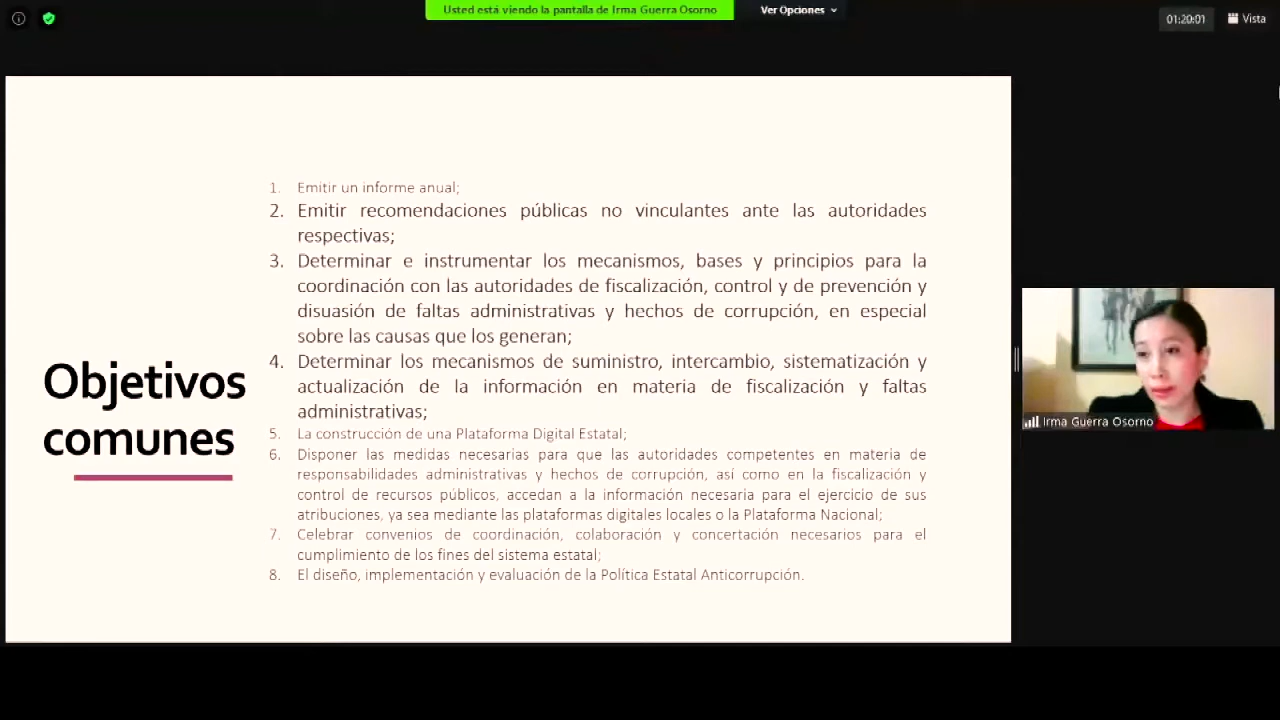 Usted está viendo la pantalla de Irma Guerra Osorno
Ver Opciones
01:20:01
Vista
Objetivos
comunes
1. Emitir un informe anual;
2. Emitir recomendaciones públicas no vinculantes ante las autoridades
respectivas;
3. Determinar e instrumentar los mecanismos, bases y principios para la
coordinación con las autoridades de fiscalización, control y de prevención y
disuasión de faltas administrativas y hechos de corrupción, en especial
sobre las causas que los generan;
4. Determinar los mecanismos de suministro, intercambio, sistematización y
actualización de la información en materia de fiscalización y faltas
administrativas;
5. La construcción de una Plataforma Digital Estatal;
6. Disponer las medidas necesarias para que las autoridades competentes en materia de
responsabilidades administrativas y hechos de corrupción, así como en la fiscalización y
control de recursos públicos, accedan a la información necesaria para el ejercicio de sus
atribuciones, ya sea mediante las plataformas digitales locales o la Plataforma Nacional;
7. Celebrar convenios de coordinación, colaboración y concertación necesarios para el
cumplimiento de los fines del sistema estatal;
8. El diseño, implementación y evaluación de la Política Estatal Anticorrupción.
Irma Guerra Osorno